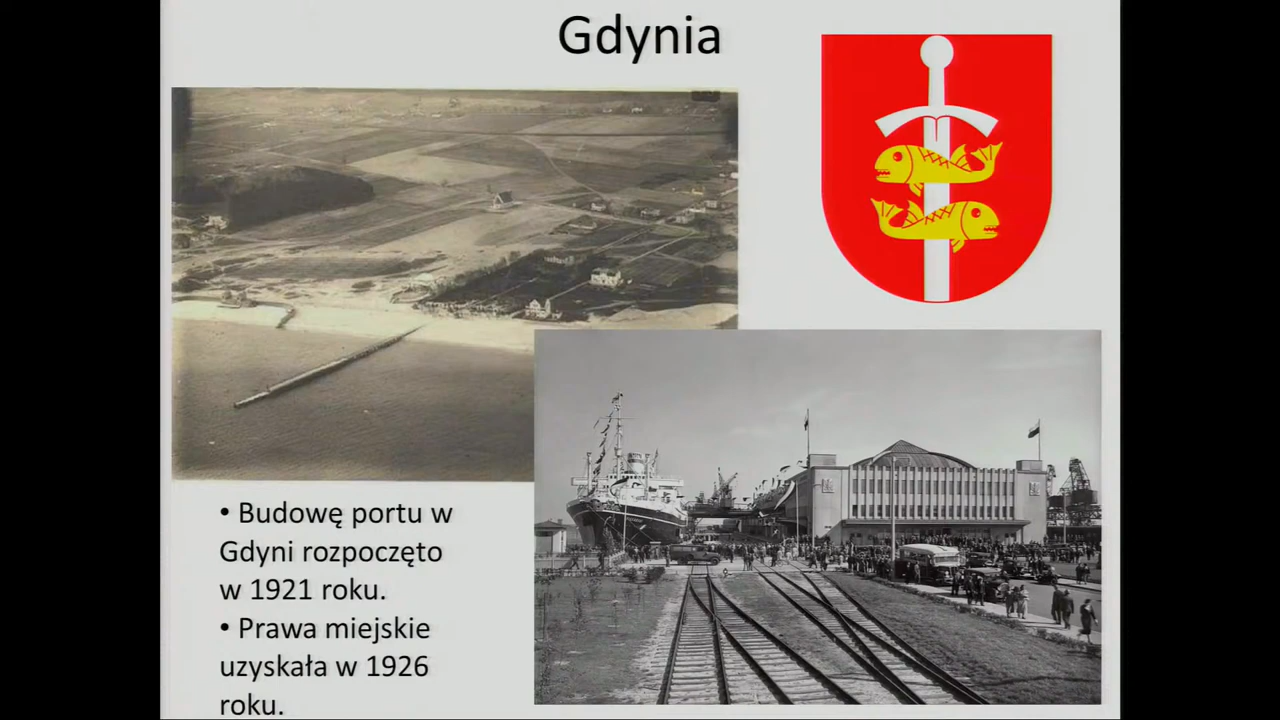 Gdynia
• Budowę portu w
Gdyni rozpoczęto
w 1921 roku.
• Prawa miejskie
uzyskała w 1926
roku.